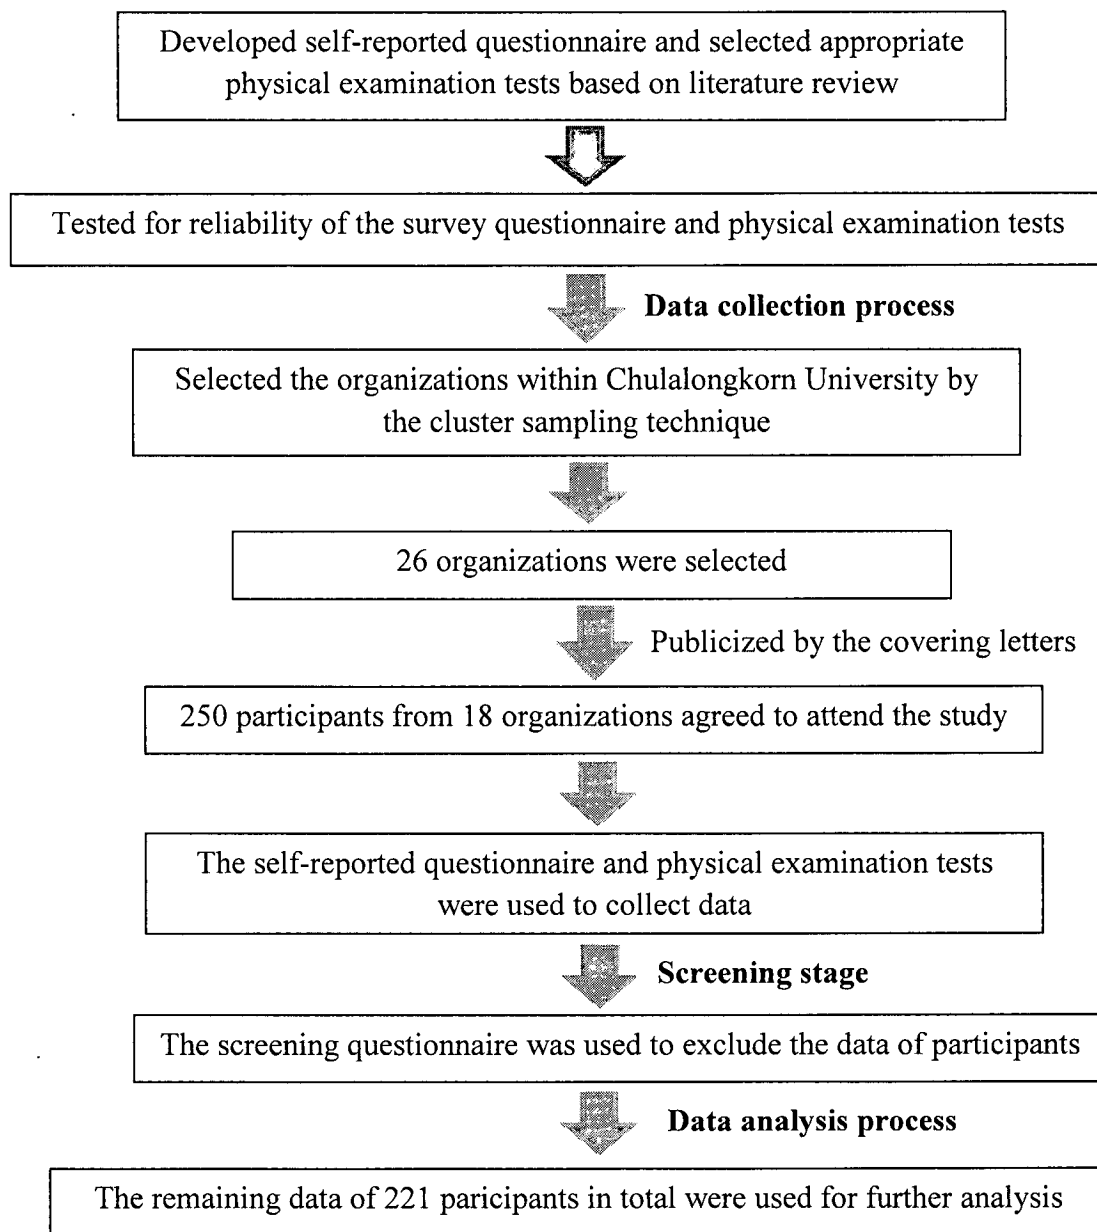 Developed self-reported questionnaire and selected appropriate
physical examination tests based on literature review
Tested for reliability of the survey questionnaire and physical examination tests
Data collection process
Selected the organizations within Chulalongkorn University by
the cluster sampling technique
26 organizations were selected
Publicized by the covering letters
250 participants from 18 organizations agreed to attend the study
The self-reported questionnaire and physical examination tests
were used to collect data
Screening stage
The screening questionnaire was used to exclude the data of participants
Data analysis process
The remaining data of 221 paricipants in total were used for further analysis